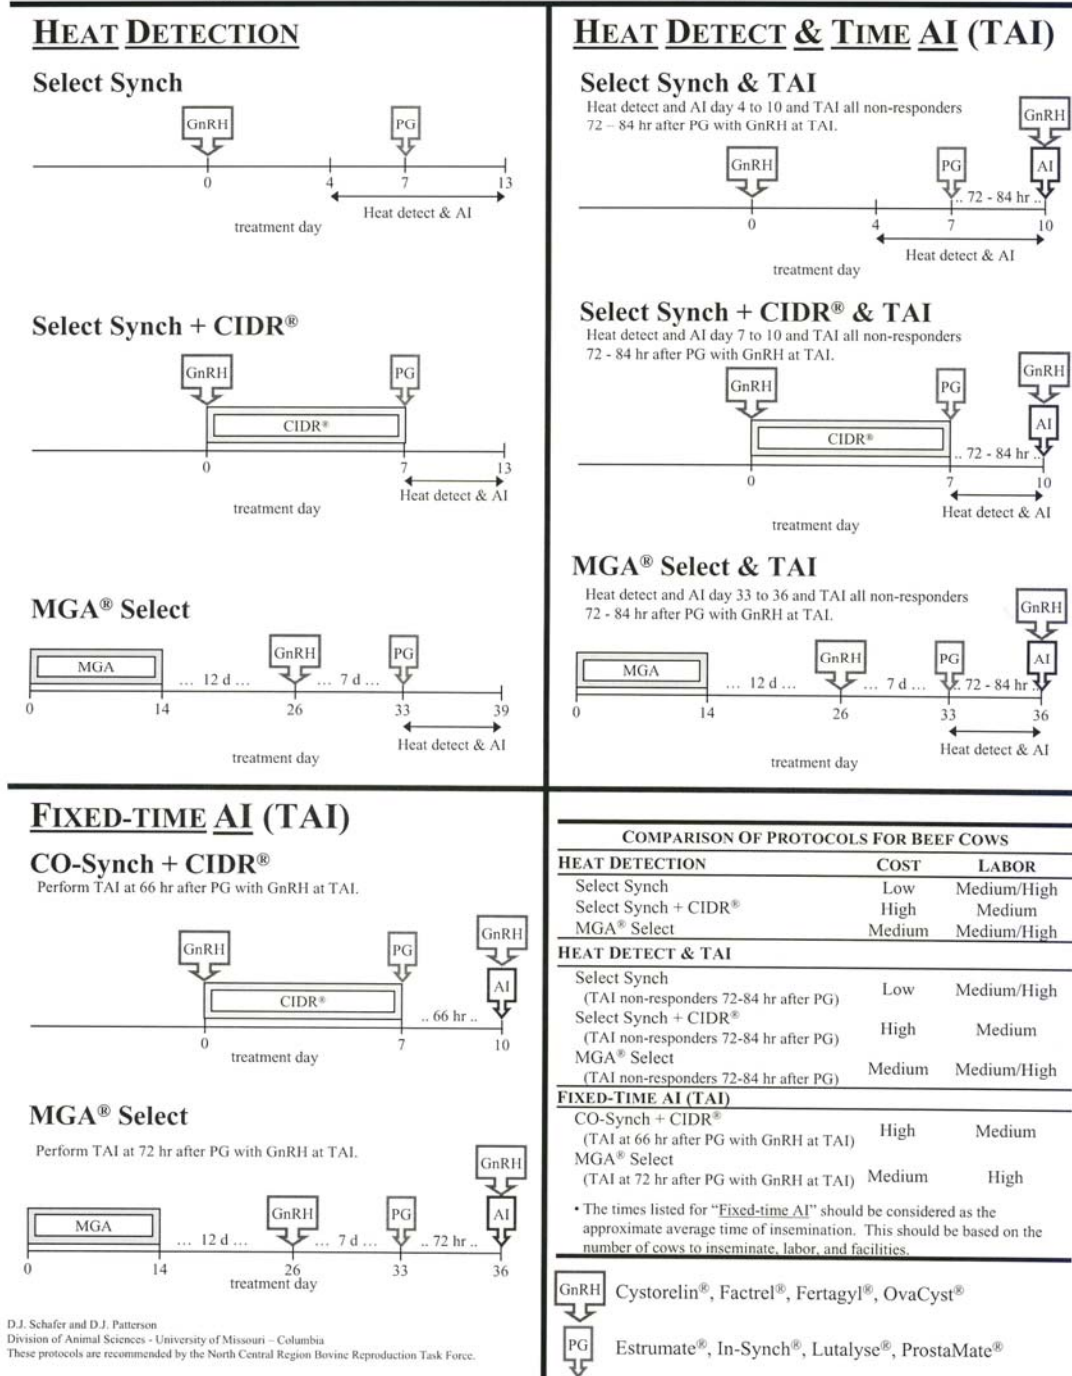 HEAT DETECTION
Select Synch
GnRH
PG
0
4
7
13
Heat detect & AI
treatment day
Select Synch + CIDR®
GnRH
PG
CIDR®
0
7
13
Heat detect & AI
treatment day
MGA® Select
MGA
... 12 d ...
GnRH
... 7 d ...
PG
0
14
26
33
39
Heat detect & AI
treatment day
HEAT DETECT & TIME AI (TAI)
Select Synch & TAI
Heat detect and AI day 4 to 10 and TAI all non-responders
72 – 84 hr after PG with GnRH at TAI.
GnRH
GnRH
PG
AI
.. 72 - 84 hr ..
0
4
7
10
Heat detect & AI
treatment day
Select Synch + CIDR® & TAI
Heat detect and AI day 7 to 10 and TAI all non-responders
72 - 84 hr after PG with GnRH at TAI.
GnRH
GnRH
PG
AI
CIDR®
.. 72 - 84 hr ..
0
7
10
Heat detect & AI
treatment day
MGA® Select & TAI
Heat detect and AI day 33 to 36 and TAI all non-responders
72 - 84 hr after PG with GnRH at TAI.
GnRH
MGA
... 12 d ...
GnRH
... 7 d ...
PG
.. 72 - 84 hr ..
AI
0
14
26
33
36
Heat detect & AI
treatment day
FIXED-TIME AI (TAI)
CO-Synch + CIDR®
Perform TAI at 66 hr after PG with GnRH at TAI.
GnRH
PG
GnRH
AI
CIDR®
.. 66 hr ..
0
7
10
treatment day
MGA® Select
Perform TAI at 72 hr after PG with GnRH at TAI.
GnRH
MGA
... 12 d ...
GnRH
... 7 d ...
PG
.. 72 hr ..
AI
0
14
26
33
36
treatment day
D.J. Schafer and D.J. Patterson
Division of Animal Sciences - University of Missouri – Columbia
These protocols are recommended by the North Central Region Bovine Reproduction Task Force.
COMPARISON OF PROTOCOLS FOR BEEF COWS
HEAT DETECTION COST LABOR
Select Synch Low Medium/High
Select Synch + CIDR® High Medium
MGA® Select Medium Medium/High
HEAT DETECT & TAI
Select Synch
(TAI non-responders 72-84 hr after PG) Low Medium/High
Select Synch + CIDR®
(TAI non-responders 72-84 hr after PG) High Medium
MGA® Select
(TAI non-responders 72-84 hr after PG) Medium Medium/High
FIXED-TIME AI (TAI)
CO-Synch + CIDR®
(TAI at 66 hr after PG with GnRH at TAI) High Medium
MGA® Select
(TAI at 72 hr after PG with GnRH at TAI) Medium High
• The times listed for “Fixed-time AI” should be considered as the
approximate average time of insemination. This should be based on the
number of cows to inseminate, labor, and facilities.
GnRH Cystorelin®, Factrel®, Fertagyl®, OvaCyst®
PG Estrumate®, In-Synch®, Lutalyse®, ProstaMate®